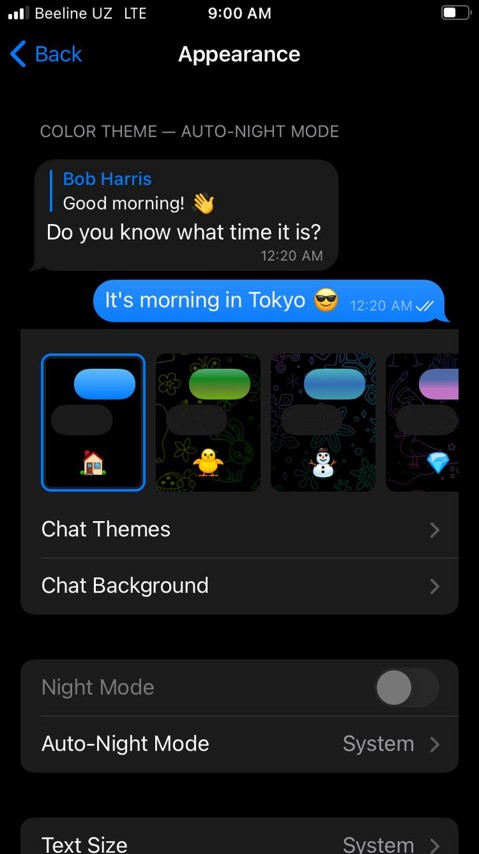 Beeline UZ LTE 9:00 AM
Back Appearance
COLOR THEME — AUTO-NIGHT MODE
Bob Harris
Good morning! 👋
Do you know what time it is?
12:20 AM
It's morning in Tokyo 😎 12:20 AM
Chat Themes
Chat Background
Night Mode
Auto-Night Mode System
Text Size System